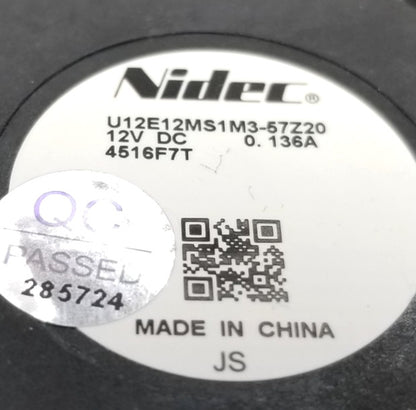 Nidec®
U12E12MS1M3-57Z20
12V DC 0.136A
4516F7T
QC
PASSED
285724
MADE IN CHINA
JS